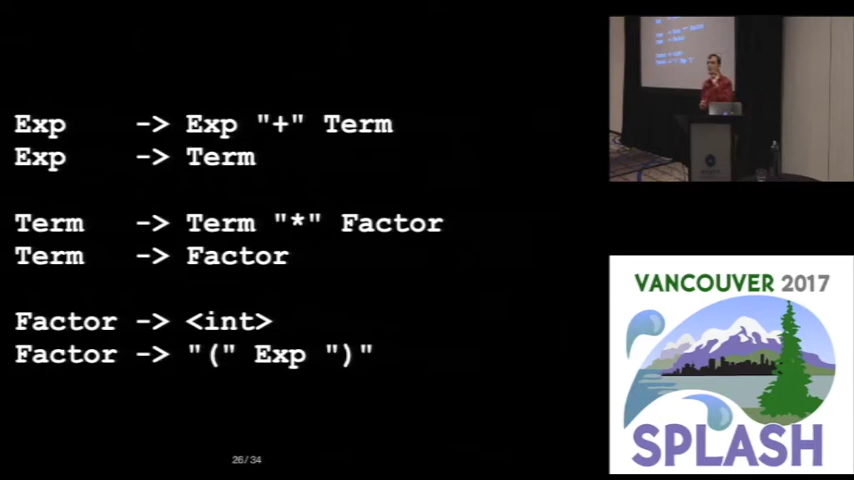 Exp -> Exp "+" Term
Exp -> Term
Term -> Term "*" Factor
Term -> Factor
Factor -> <int>
Factor -> "(" Exp ")"
26/34
VANCOUVER 2017
SPLASH